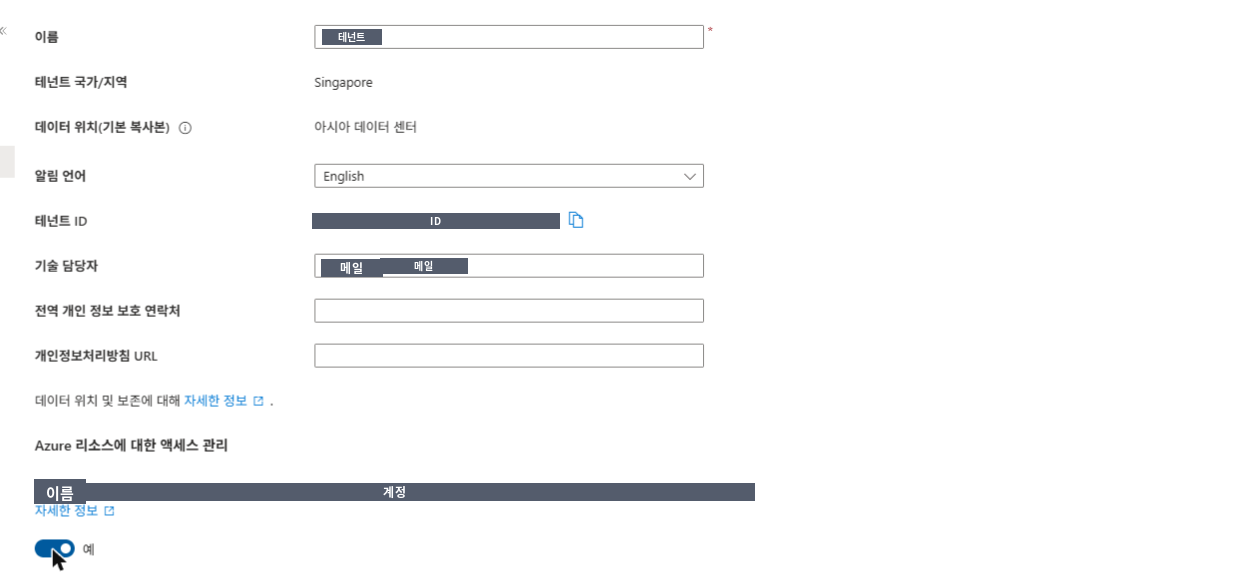 이름 테넌트 *
테넌트 국가/지역 Singapore
데이터 위치(기본 복사본) 아시아 데이터 센터
알림 언어 English
테넌트 ID ID
기술 담당자 메일 메일
전역 개인 정보 보호 연락처
개인정보처리방침 URL
데이터 위치 및 보존에 대해 자세한 정보 .
Azure 리소스에 대한 액세스 관리
이름 계정
자세한 정보
예